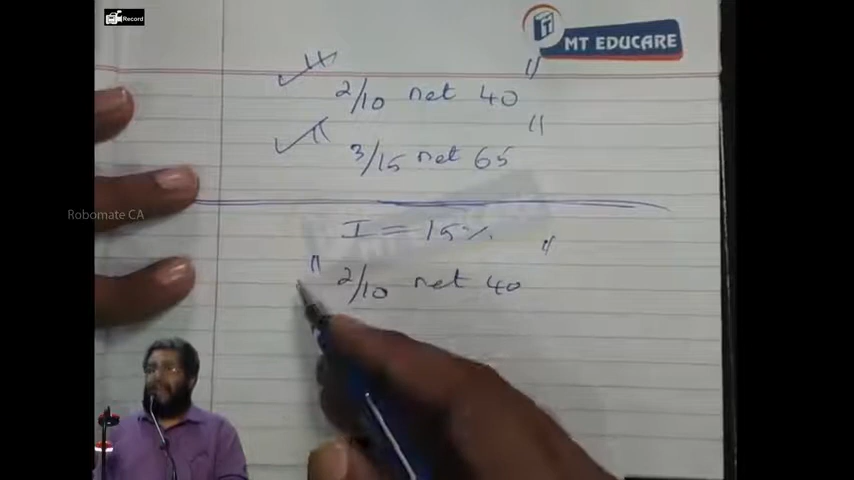 Record
MT EDUCARE
"2/10 net 40"
"3/15 net 65"
Robomate CA
I = 15%
"2/10 net 40"